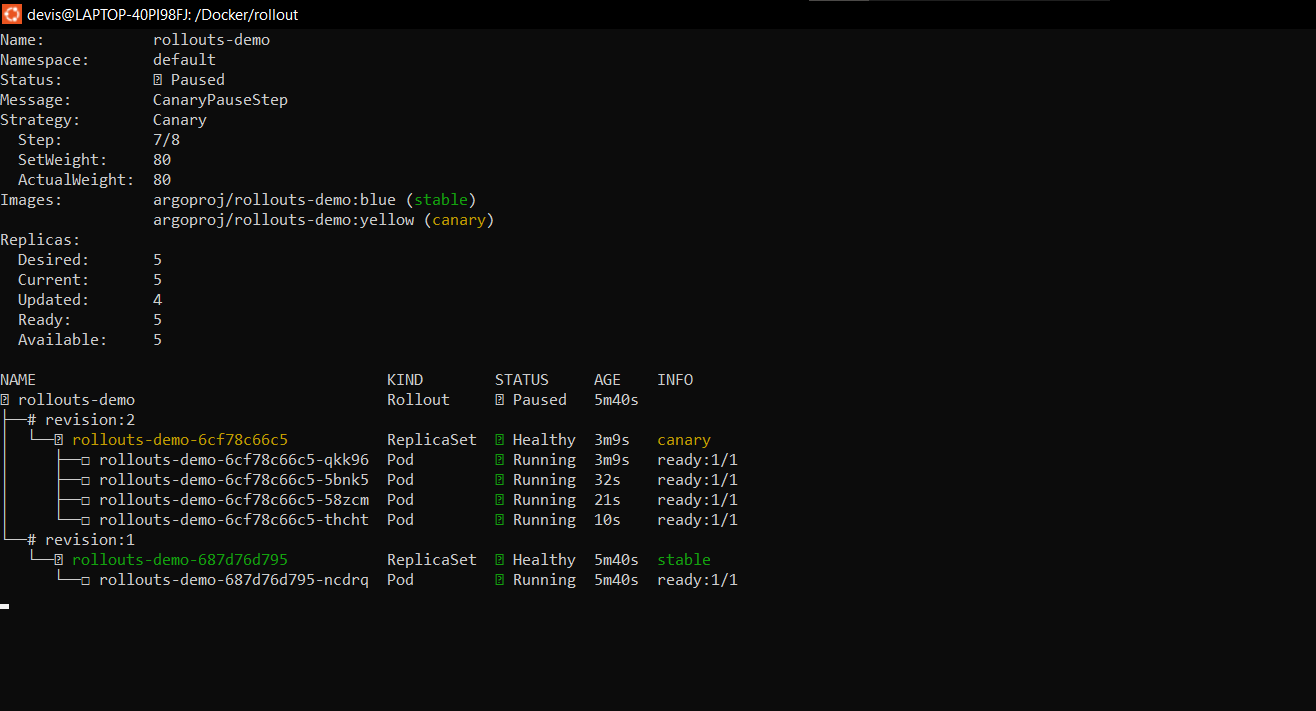 devis@LAPTOP-40PI98FJ: /Docker/rollout
Name:            rollouts-demo
Namespace:       default
Status:          ॥ Paused
Message:         CanaryPauseStep
Strategy:        Canary
  Step:          7/8
  SetWeight:     80
  ActualWeight:  80
Images:          argoproj/rollouts-demo:blue (stable)
                 argoproj/rollouts-demo:yellow (canary)
Replicas:
  Desired:       5
  Current:       5
  Updated:       4
  Ready:         5
  Available:     5
NAME                                       KIND        STATUS     AGE    INFO
rollouts-demo                            Rollout     Paused   5m40s
├──# revision:2
│  └──rollouts-demo-6cf78c66c5           ReplicaSet  Healthy  3m9s   canary
│     ├──□ rollouts-demo-6cf78c66c5-qkk96  Pod         Running  3m9s   ready:1/1
│     ├──□ rollouts-demo-6cf78c66c5-5bnk5  Pod         Running  32s    ready:1/1
│     ├──□ rollouts-demo-6cf78c66c5-58zcm  Pod         Running  21s    ready:1/1
│     └──□ rollouts-demo-6cf78c66c5-thcht  Pod         Running  10s    ready:1/1
└──# revision:1
   └──rollouts-demo-687d76d795           ReplicaSet  Healthy  5m40s  stable
      └──□ rollouts-demo-687d76d795-ncdrq  Pod         Running  5m40s  ready:1/1